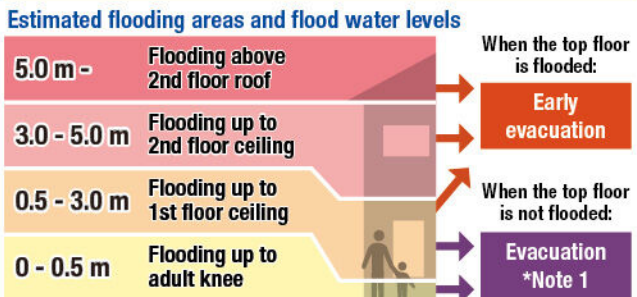 Estimated flooding areas and flood water levels
5.0 m -
Flooding above
2nd floor roof
3.0 - 5.0 m
Flooding up to
2nd floor ceiling
0.5 - 3.0 m
Flooding up to
1st floor ceiling
0 - 0.5 m
Flooding up to
adult knee
When the top floor
is flooded:
Early
evacuation
When the top floor
is not flooded:
Evacuation
*Note 1